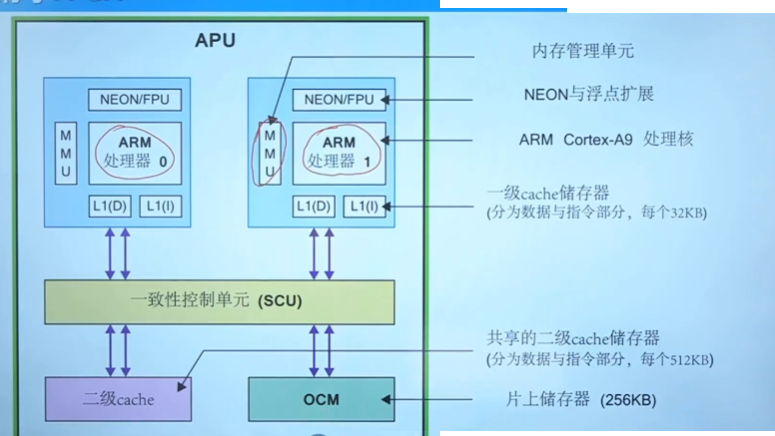 APU
NEON/FPU
M
M
U
ARM
处理器 0
L1(D)
L1(I)
NEON/FPU
M
M
U
ARM
处理器 1
L1(D)
L1(I)
一致性控制单元 (SCU)
二级cache
OCM
内存管理单元
NEON与浮点扩展
ARM Cortex-A9 处理核
一级cache储存器
(分为数据与指令部分，每个32KB)
共享的二级cache储存器
(分为数据与指令部分，每个512KB)
片上储存器 (256KB)